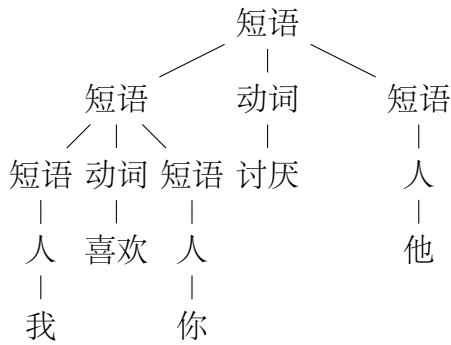 短语
短语 动词 短语
短语 动词 短语 讨厌 人
人 喜欢 人 他
我 你